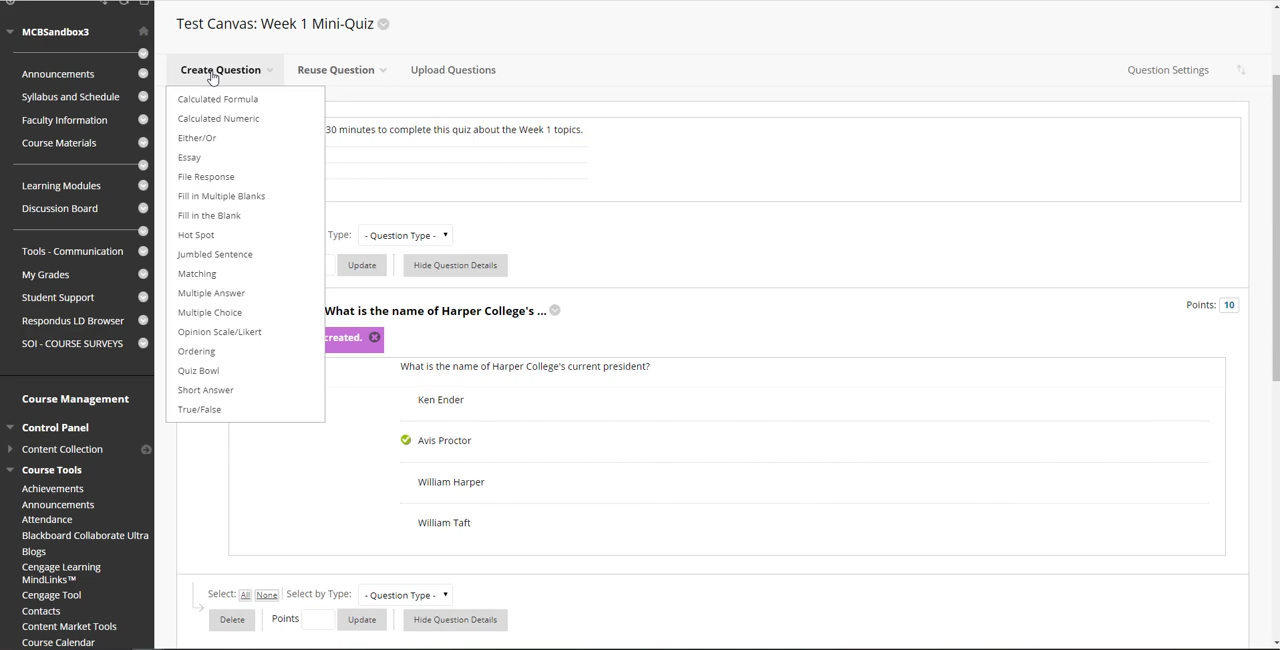 MCBSandbox3
Announcements
Syllabus and Schedule
Faculty Information
Course Materials
Learning Modules
Discussion Board
Tools - Communication
My Grades
Student Support
Respondus LD Browser
SOI - COURSE SURVEYS
Course Management
Control Panel
Content Collection
Course Tools
Achievements
Announcements
Attendance
Blackboard Collaborate Ultra
Blogs
Cengage Learning
MindLinks™
Cengage Tool
Contacts
Content Market Tools
Course Calendar
Test Canvas: Week 1 Mini-Quiz
Create Question
Reuse Question
Upload Questions
Question Settings
Calculated Formula
Calculated Numeric
Either/Or
Essay
File Response
Fill in Multiple Blanks
Fill in the Blank
Hot Spot
Jumbled Sentence
Matching
Multiple Answer
Multiple Choice
Opinion Scale/Likert
Ordering
Quiz Bowl
Short Answer
True/False
30 minutes to complete this quiz about the Week 1 topics.
Type: - Question Type -
Update Hide Question Details
What is the name of Harper College's ...
Points: 10
created.
What is the name of Harper College's current president?
Ken Ender
Avis Proctor
William Harper
William Taft
Select: All None Select by Type: - Question Type -
Delete Points Update Hide Question Details